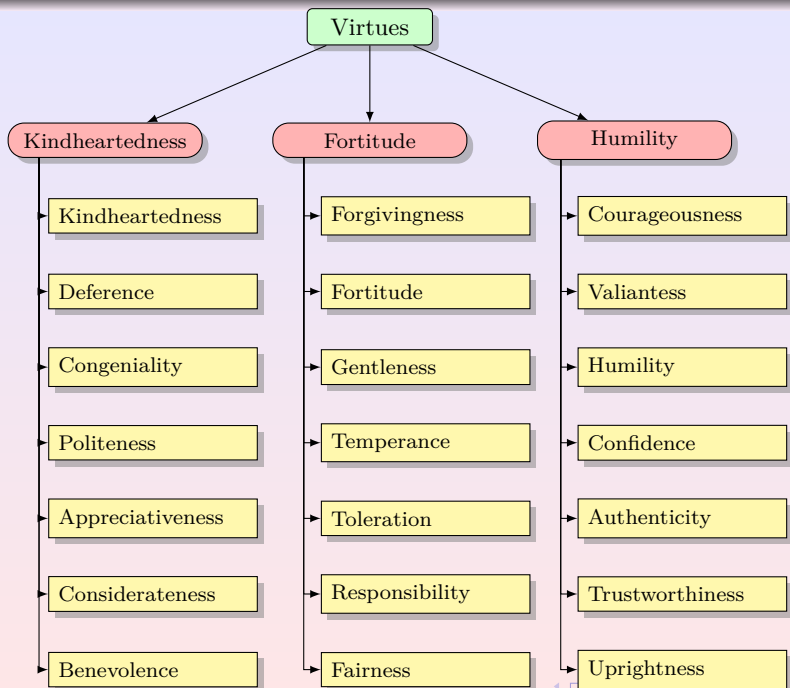 Virtues
Kindheartedness
Fortitude
Humility
Kindheartedness
Forgivingness
Courageousness
Deference
Fortitude
Valiantess
Congeniality
Gentleness
Humility
Politeness
Temperance
Confidence
Appreciativeness
Toleration
Authenticity
Considerateness
Responsibility
Trustworthiness
Benevolence
Fairness
Uprightness